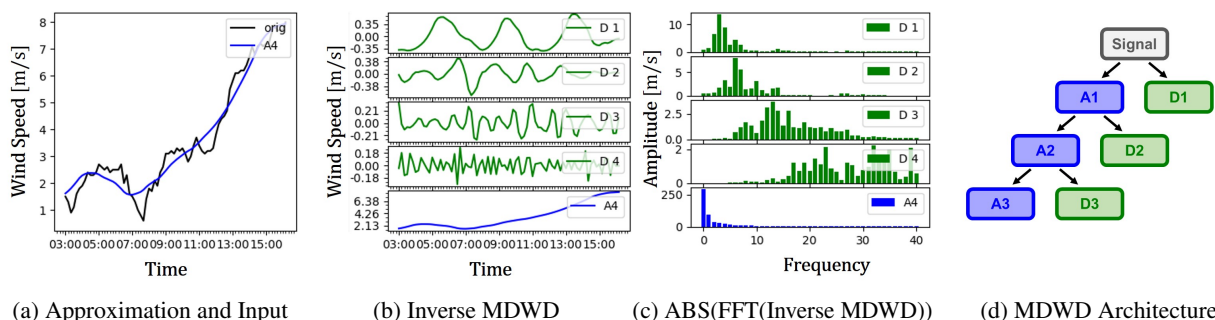 8
7
6
5
4
3
2
1
Wind Speed [m/s]
orig
A4
03:00 05:00 07:00 09:00 11:00 13:00 15:00
Time
(a) Approximation and Input
Wind Speed [m/s]
0.35
0.00
-0.35
D 1
0.38
0.00
-0.38
D 2
0.21
0.00
-0.21
D 3
0.18
0.00
-0.18
D 4
6.38
4.26
2.13
A4
03:00 05:00 07:00 09:00 11:00 13:00 15:00
Time
(b) Inverse MDWD
Amplitude [m/s]
10
0
D 1
5
0
D 2
2.5
0.0
D 3
2
0
D 4
250
0
A4
0 10 20 30 40
Frequency
(c) ABS(FFT(Inverse MDWD))
Signal
A1 D1
A2 D2
A3 D3
(d) MDWD Architecture